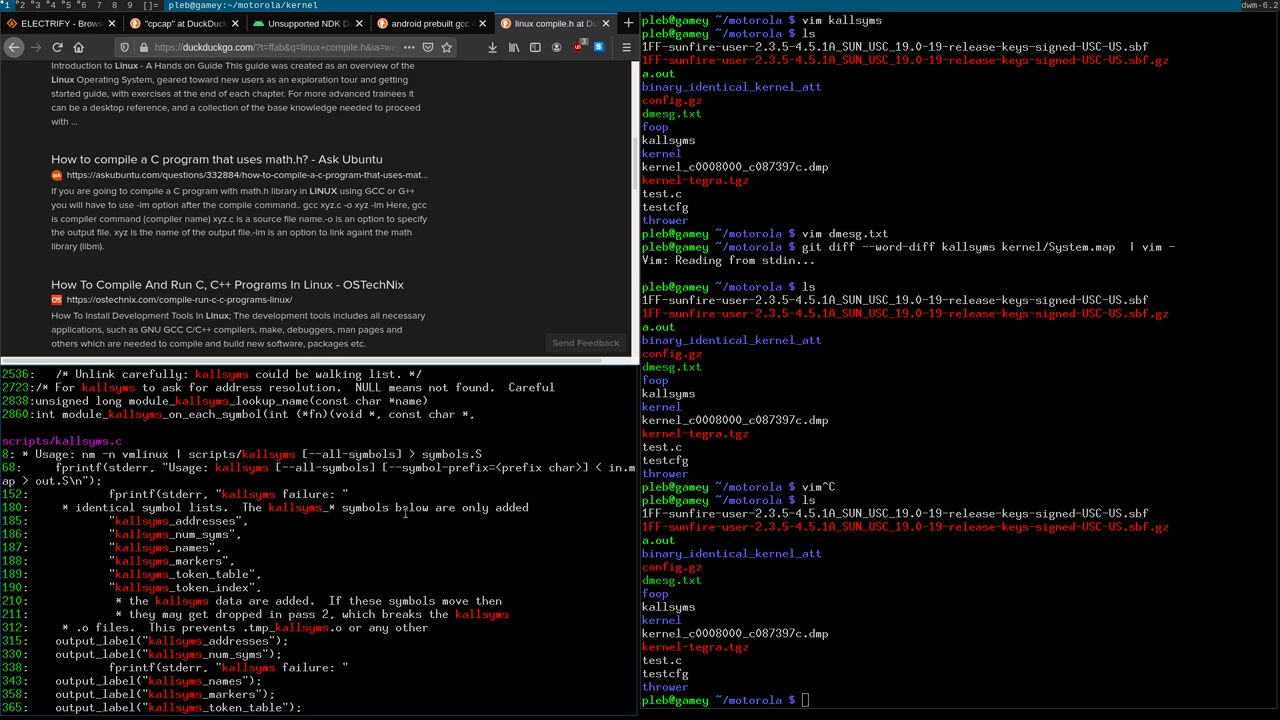 1 2 3 4 5 6 7 8 9 []= pleb@gamey:~/motorola/kernel dwm-6.2
ELECTRIFY - Brows
"cpcap" at DuckDuc
Unsupported NDK D
android prebuilt gcc
linux compile.h at Du
https://duckduckgo.com/?t=ffab&q=linux+compile.h&ia=we
Introduction to Linux - A Hands on Guide This guide was created as an overview of the
Linux Operating System, geared toward new users as an exploration tour and getting
started guide, with exercises at the end of each chapter. For more advanced trainees it
can be a desktop reference, and a collection of the base knowledge needed to proceed
with ...
How to compile a C program that uses math.h? - Ask Ubuntu
https://askubuntu.com/questions/332884/how-to-compile-a-c-program-that-uses-mat...
If you are going to compile a C program with math.h library in LINUX using GCC or G++
you will have to use -lm option after the compile command.. gcc xyz.c -o xyz -lm Here, gcc
is compiler command (compiler name) xyz.c is a source file name.-o is an option to specify
the output file. xyz is the name of the output file.-lm is an option to link againt the math
library (libm).
How To Compile And Run C, C++ Programs In Linux - OSTechNix
https://ostechnix.com/compile-run-c-c-programs-linux/
How To Install Development Tools In Linux; The development tools includes all necessary
applications, such as GNU GCC C/C++ compilers, make, debuggers, man pages and
others which are needed to compile and build new software, packages etc.
Send Feedback
2536:   /* Unlink carefully: kallsyms could be walking list. */
2723:/* For kallsyms to ask for address resolution.  NULL means not found.  Careful
2838:unsigned long module_kallsyms_lookup_name(const char *name)
2860:int module_kallsyms_on_each_symbol(int (*fn)(void *, const char *,
scripts/kallsyms.c
8: * Usage: nm -n vmlinux | scripts/kallsyms [--all-symbols] > symbols.S
68:    fprintf(stderr, "Usage: kallsyms [--all-symbols] [--symbol-prefix=<prefix char>] < in.m
ap > out.S\n");
152:            fprintf(stderr, "kallsyms failure: "
180:     * identical symbol lists.  The kallsyms_* symbols below are only added
185:            "kallsyms_addresses",
186:            "kallsyms_num_syms",
187:            "kallsyms_names",
188:            "kallsyms_markers",
189:            "kallsyms_token_table",
190:            "kallsyms_token_index",
210:             * the kallsyms data are added.  If these symbols move then
211:             * they may get dropped in pass 2, which breaks the kallsyms
312:     * .o files.  This prevents .tmp_kallsyms.o or any other
315:    output_label("kallsyms_addresses");
330:    output_label("kallsyms_num_syms");
338:            fprintf(stderr, "kallsyms failure: "
343:    output_label("kallsyms_names");
358:    output_label("kallsyms_markers");
365:    output_label("kallsyms_token_table");
pleb@gamey ~/motorola $ vim kallsyms
pleb@gamey ~/motorola $ ls
1FF-sunfire-user-2.3.5-4.5.1A_SUN_USC_19.0-19-release-keys-signed-USC-US.sbf
1FF-sunfire-user-2.3.5-4.5.1A_SUN_USC_19.0-19-release-keys-signed-USC-US.sbf.gz
a.out
binary_identical_kernel_att
config.gz
dmesg.txt
foop
kallsyms
kernel
kernel_c0008000_c087397c.dmp
kernel-tegra.tgz
test.c
testcfg
thrower
pleb@gamey ~/motorola $ vim dmesg.txt
pleb@gamey ~/motorola $ git diff --word-diff kallsyms kernel/System.map  | vim -
Vim: Reading from stdin...
pleb@gamey ~/motorola $ ls
1FF-sunfire-user-2.3.5-4.5.1A_SUN_USC_19.0-19-release-keys-signed-USC-US.sbf
1FF-sunfire-user-2.3.5-4.5.1A_SUN_USC_19.0-19-release-keys-signed-USC-US.sbf.gz
a.out
binary_identical_kernel_att
config.gz
dmesg.txt
foop
kallsyms
kernel
kernel_c0008000_c087397c.dmp
kernel-tegra.tgz
test.c
testcfg
thrower
pleb@gamey ~/motorola $ vim^C
pleb@gamey ~/motorola $ ls
1FF-sunfire-user-2.3.5-4.5.1A_SUN_USC_19.0-19-release-keys-signed-USC-US.sbf
1FF-sunfire-user-2.3.5-4.5.1A_SUN_USC_19.0-19-release-keys-signed-USC-US.sbf.gz
a.out
binary_identical_kernel_att
config.gz
dmesg.txt
foop
kallsyms
kernel
kernel_c0008000_c087397c.dmp
kernel-tegra.tgz
test.c
testcfg
thrower
pleb@gamey ~/motorola $